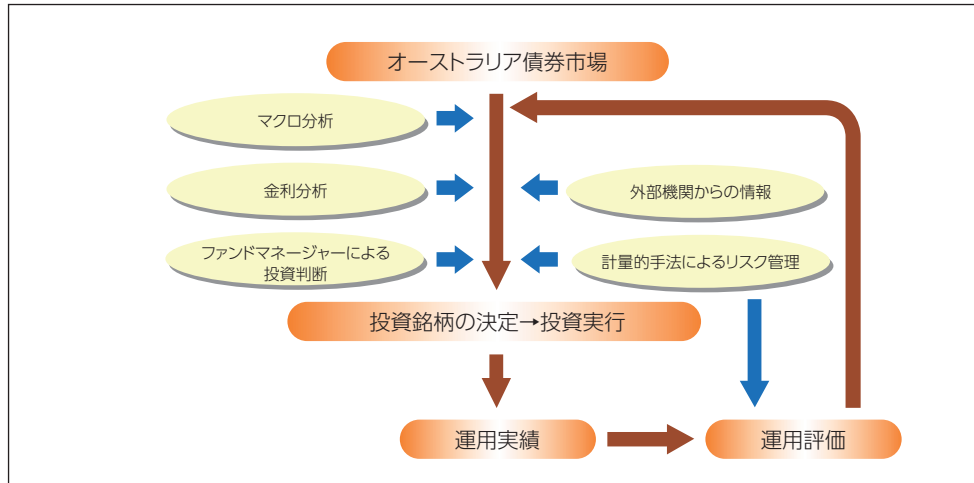 オーストラリア債券市場
マクロ分析
金利分析
外部機関からの情報
ファンドマネージャーによる
投資判断
計量的手法によるリスク管理
投資銘柄の決定→投資実行
運用実績
運用評価